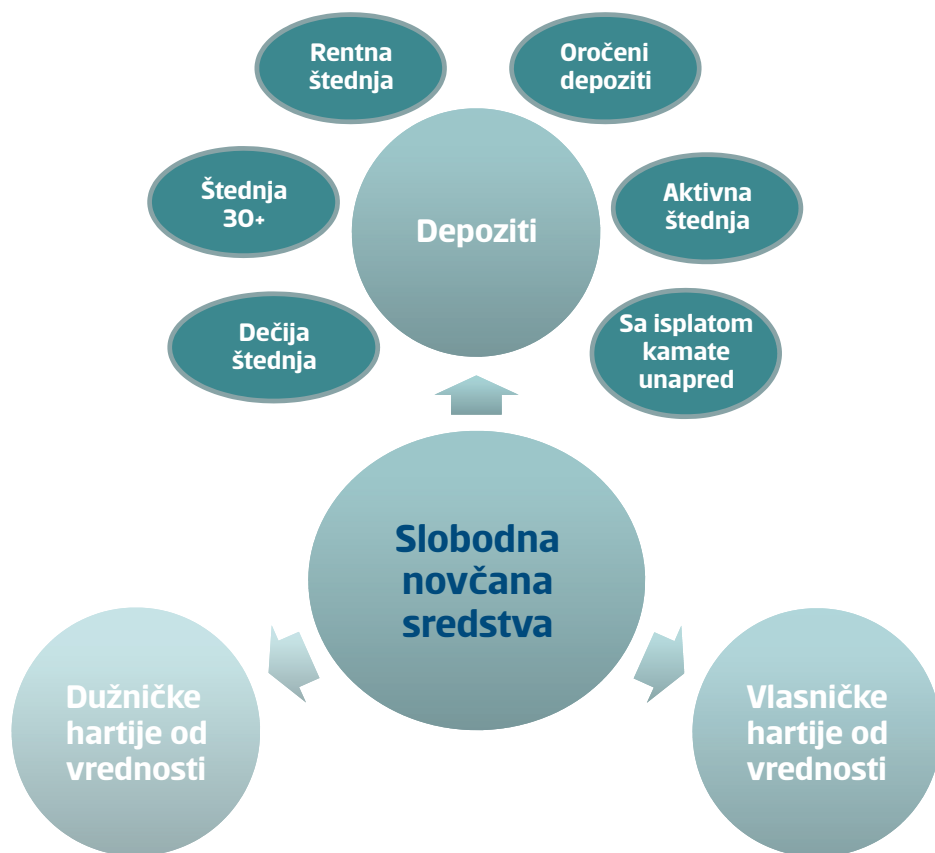 Rentna
štednja
Oročeni
depoziti
Štednja
30+
Depoziti
Aktivna
štednja
Dečija
štednja
Sa isplatom
kamate
unapred
Slobodna
novčana
sredstva
Dužničke
hartije od
vrednosti
Vlasničke
hartije od
vrednosti